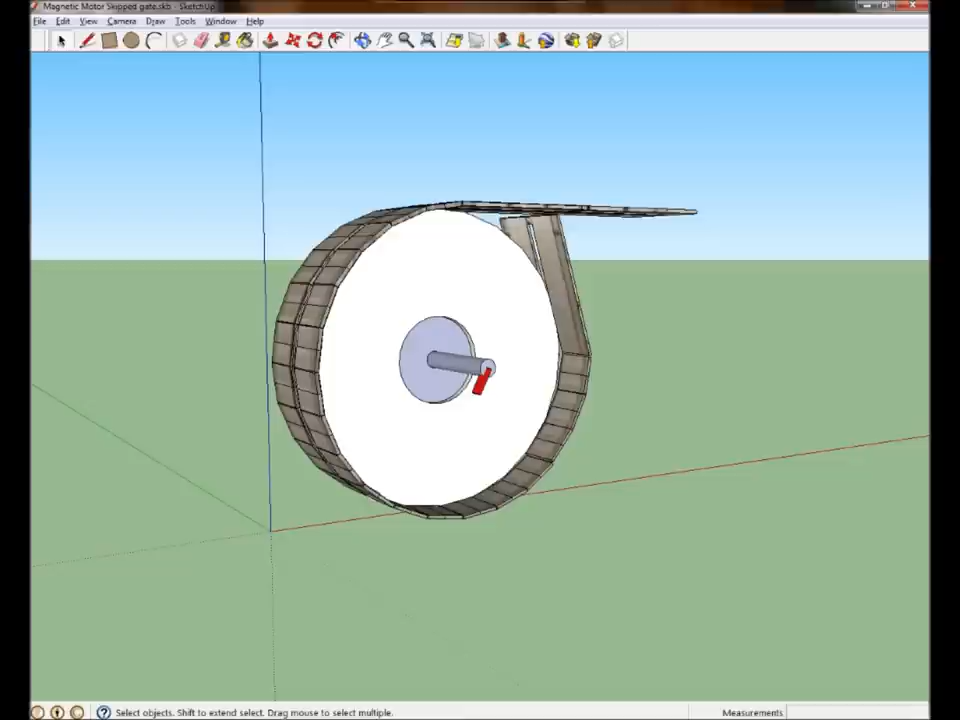 Magnetic Motor Skipped gate.skb - SketchUp
File Edit View Camera Draw Tools Window Help
Select objects. Shift to extend select. Drag mouse to select multiple.
Measurements